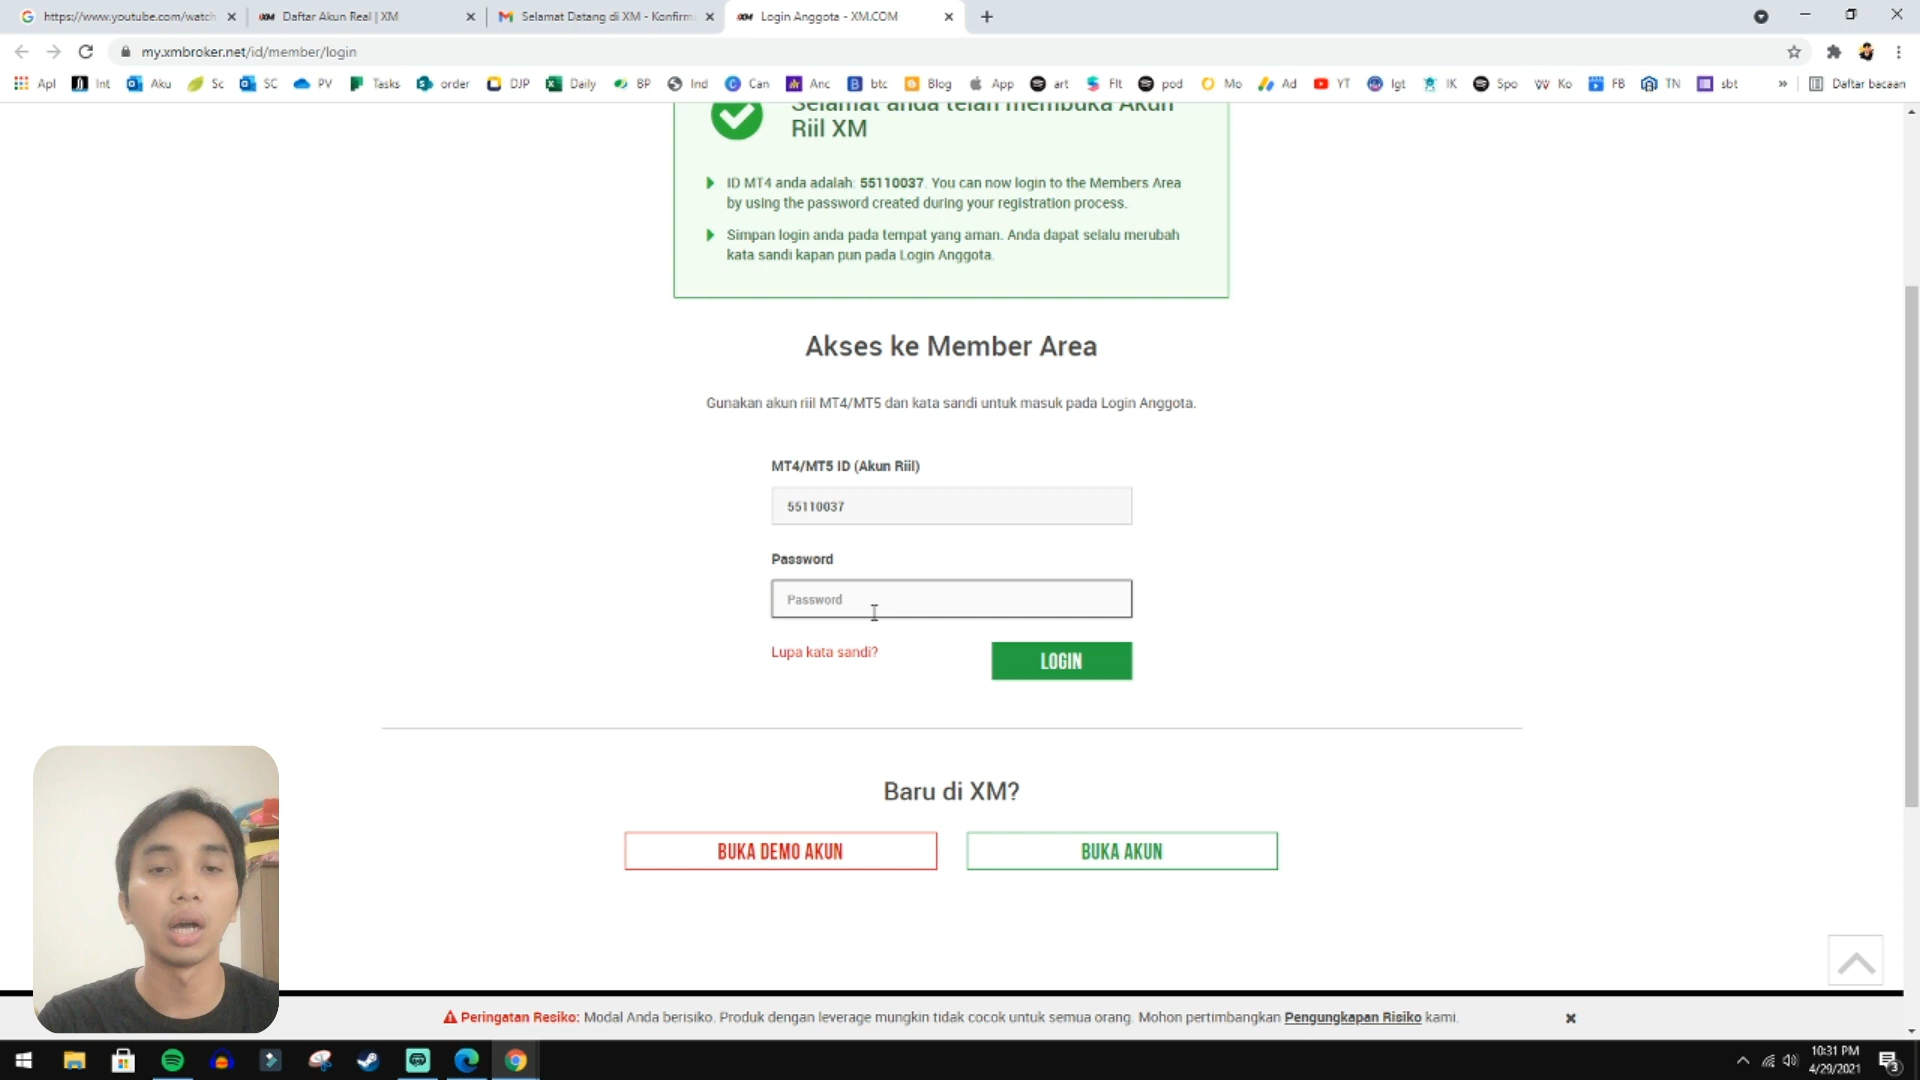 https://www.youtube.com/watch
Daftar Akun Real | XM
Selamat Datang di XM - Konfirm
Login Anggota - XM.COM
my.xmbroker.net/id/member/login
Apl Int Aku Sc SC PV Tasks order DJP Daily BP Ind Can Anc btc Blog App art Flt pod Mo Ad YT Igt IK Spo Ko FB TN sbt » Daftar bacaan
Selamat anda telah membuka Akun
Riil XM
ID MT4 anda adalah: 55110037. You can now login to the Members Area
by using the password created during your registration process.
Simpan login anda pada tempat yang aman. Anda dapat selalu merubah
kata sandi kapan pun pada Login Anggota.
Akses ke Member Area
Gunakan akun riil MT4/MT5 dan kata sandi untuk masuk pada Login Anggota.
MT4/MT5 ID (Akun Riil)
55110037
Password
Password
Lupa kata sandi?
LOGIN
Baru di XM?
BUKA DEMO AKUN
BUKA AKUN
Peringatan Resiko: Modal Anda berisiko. Produk dengan leverage mungkin tidak cocok untuk semua orang. Mohon pertimbangkan Pengungkapan Risiko kami.
10:31 PM
4/29/2021
3